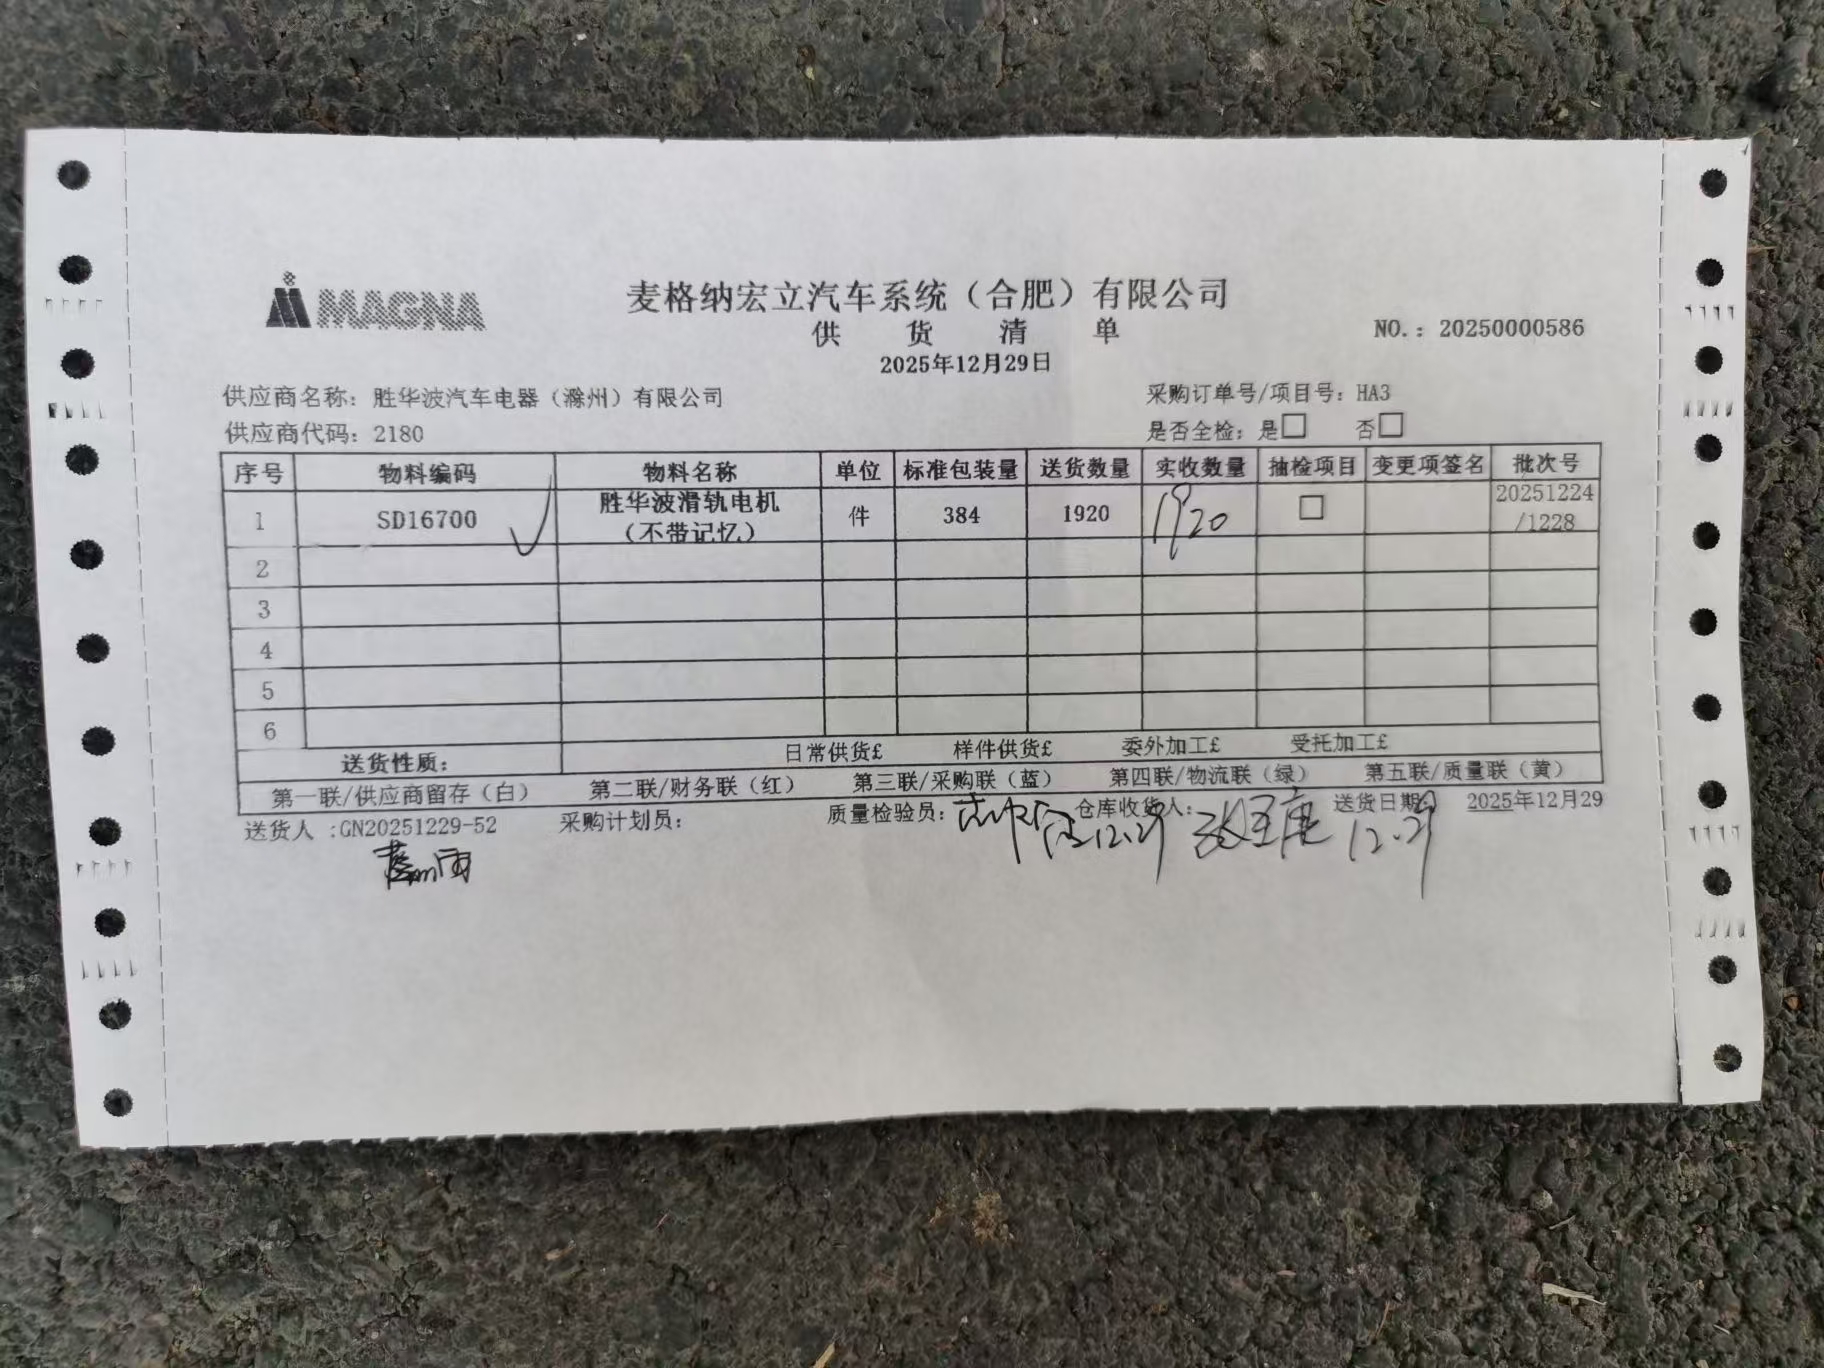 MAGNA
麦格纳宏立汽车系统（合肥）有限公司
供 货 清 单
NO.：20250000586
2025年12月29日
供应商名称：胜华波汽车电器（滁州）有限公司 采购订单号/项目号：HA3
供应商代码：2180 是否全检：是□ 否□
序号 物料编码 物料名称 单位 标准包装量 送货数量 实收数量 抽检项目 变更项签名 批次号
1 SD16700 胜华波滑轨电机（不带记忆） 件 384 1920 1920 □ 20251224/1228
2
3
4
5
6
送货性质： 日常供货£ 样件供货£ 委外加工£ 受托加工£
第一联/供应商留存（白） 第二联/财务联（红） 第三联/采购联（蓝） 第四联/物流联（绿） 第五联/质量联（黄）
送货人 :GN20251229-52 采购计划员： 质量检验员： 12.29 仓库收货人： 12.29 送货日期： 2025年12月29